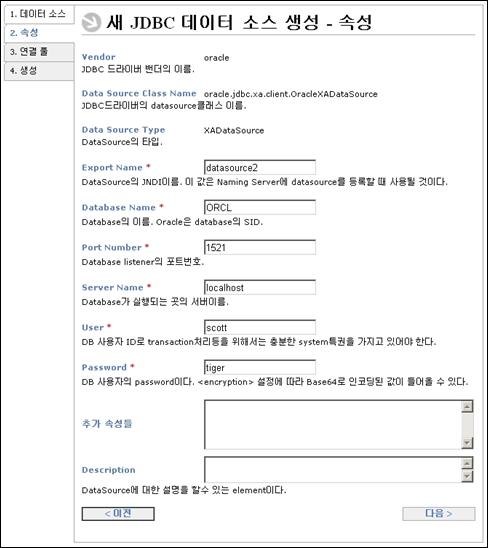 1. 데이터 소스
2. 속성
3. 연결 풀
4. 생성
새 JDBC 데이터 소스 생성 - 속성
Vendor oracle
JDBC 드라이버 벤더의 이름.
Data Source Class Name oracle.jdbc.xa.client.OracleXADataSource
JDBC드라이버의 datasource클래스 이름.
Data Source Type XADataSource
DataSource의 타입.
Export Name * datasource2
DataSource의 JNDI이름. 이 값은 Naming Server에 datasource를 등록할 때 사용될 것이다.
Database Name * ORCL
Database의 이름. Oracle은 database의 SID.
Port Number * 1521
Database listener의 포트번호.
Server Name * localhost
Database가 실행되는 곳의 서버이름.
User * scott
DB 사용자 ID로 transaction처리등을 위해서는 충분한 system특권을 가지고 있어야 한다.
Password * tiger
DB 사용자의 password이다. <encryption> 설정에 따라 Base64로 인코딩된 값이 들어올 수 있다.
추가 속성들
Description
DataSource에 대한 설명을 할수 있는 element이다.
< 이전 다음 >